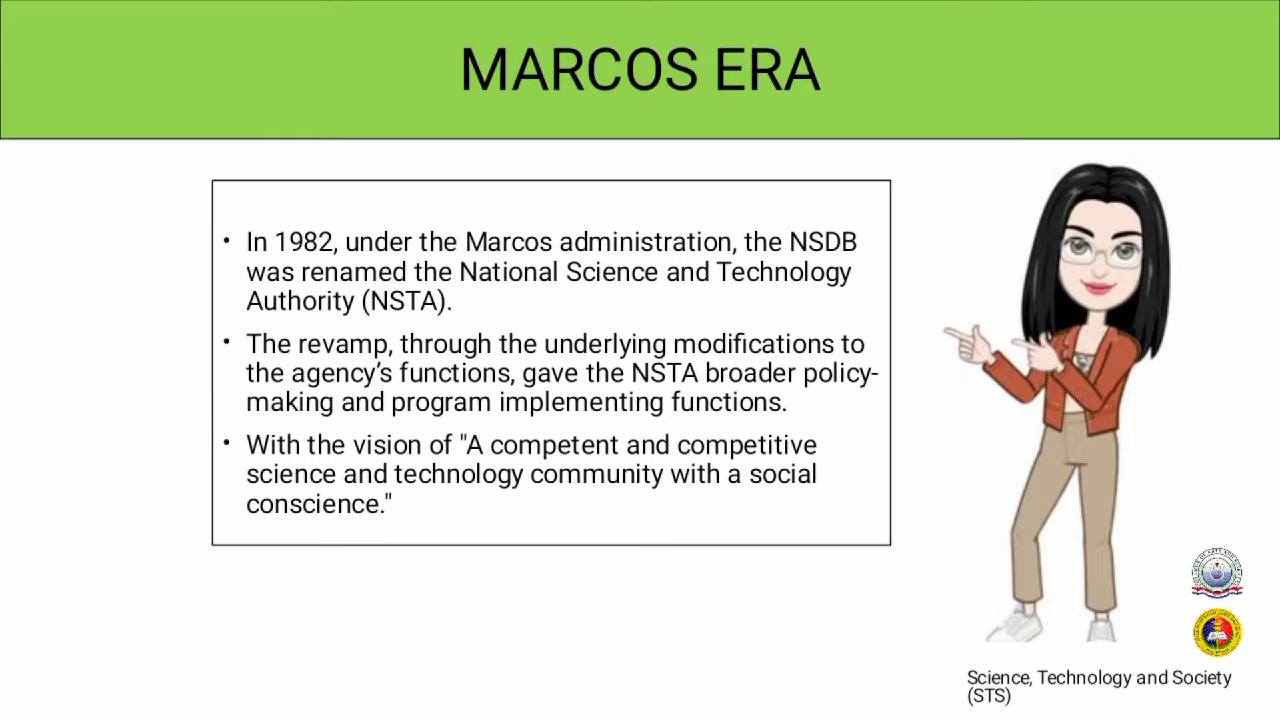 MARCOS ERA
• In 1982, under the Marcos administration, the NSDB
was renamed the National Science and Technology
Authority (NSTA).
• The revamp, through the underlying modifications to
the agency’s functions, gave the NSTA broader policy-
making and program implementing functions.
• With the vision of "A competent and competitive
science and technology community with a social
conscience."
Science, Technology and Society
(STS)